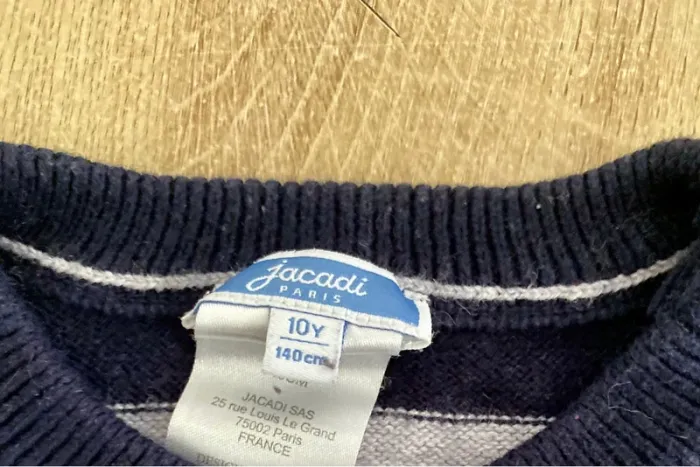 jacadi
PARIS
10Y
140cm
JACADI SAS
25 rue Louis Le Grand
75002 Paris
FRANCE